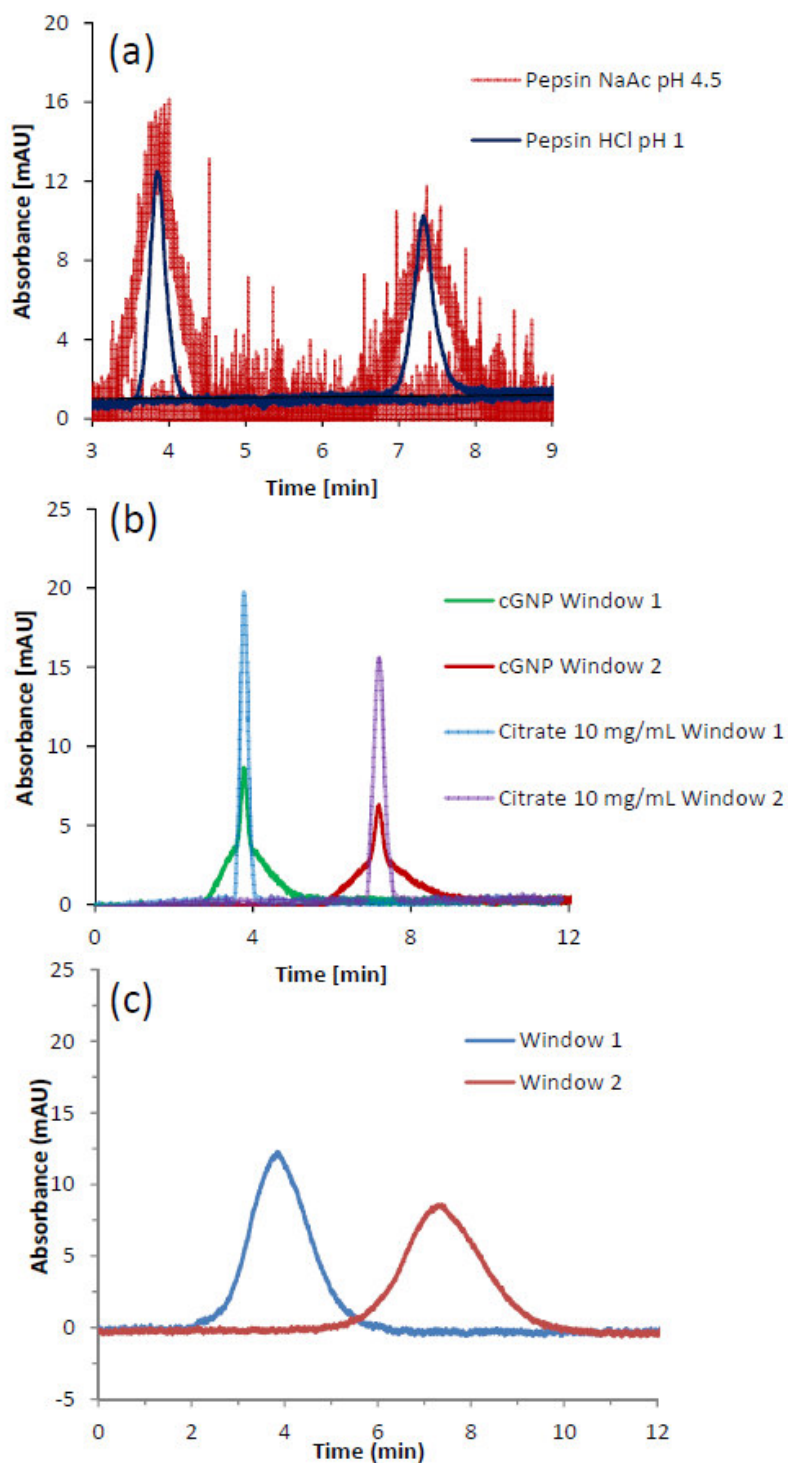 (a)
Absorbance [mAU]
20
16
12
8
4
0
Pepsin NaAc pH 4.5
Pepsin HCl pH 1
3 4 5 6 7 8 9
Time [min]
(b)
Absorbance [mAU]
25
20
15
10
5
0
cGNP Window 1
cGNP Window 2
Citrate 10 mg/mL Window 1
Citrate 10 mg/mL Window 2
0 4 8 12
Time [min]
(c)
Absorbance (mAU)
25
20
15
10
5
0
-5
Window 1
Window 2
0 2 4 6 8 10 12
Time (min)